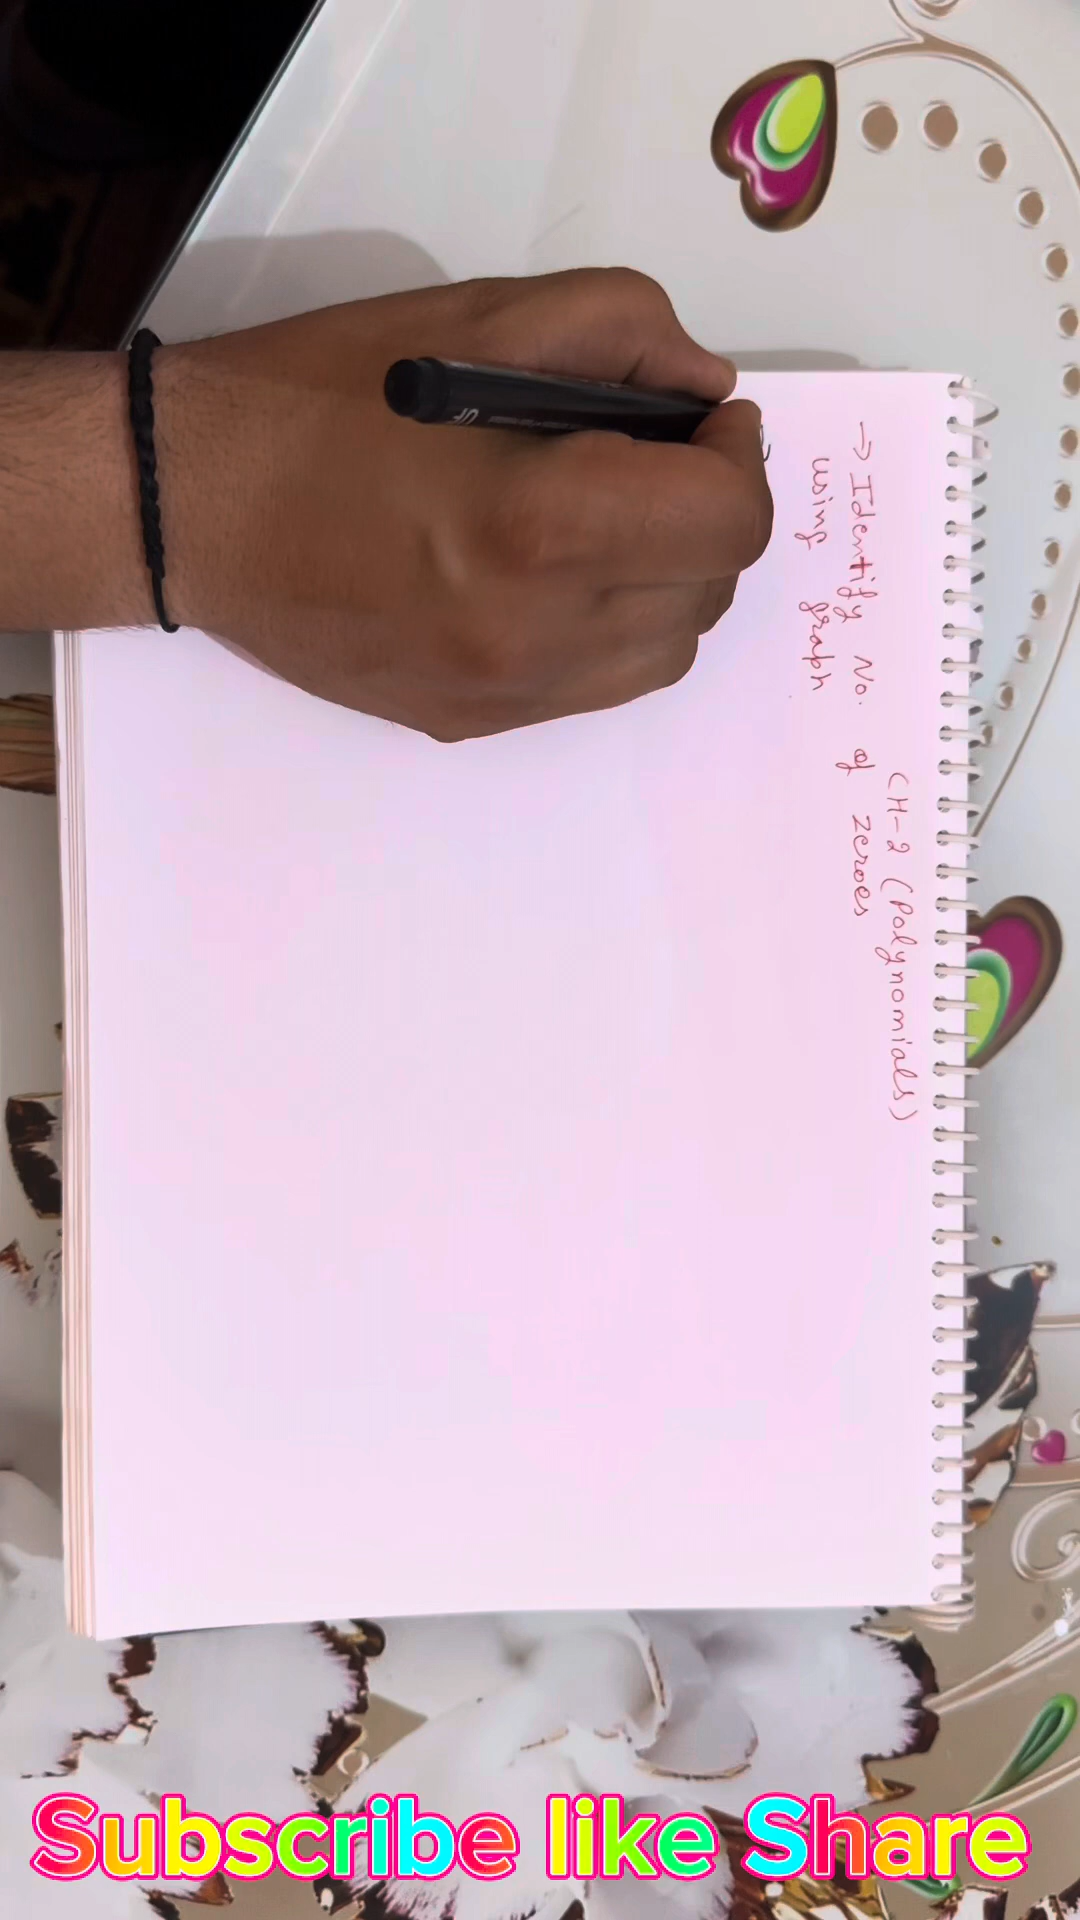 CH-2 (Polynomials)
→ Identify No. of zeroes
using graph
Subscribe like Share